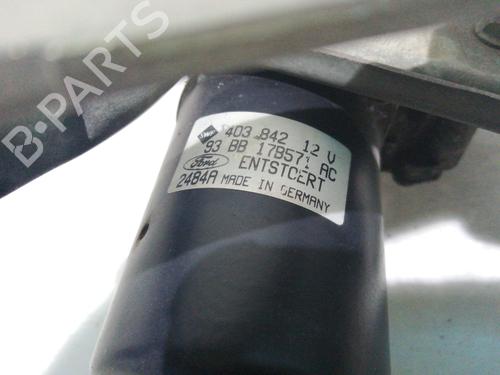 B-PARTS
403 842 12 V
93 BB 17B571 AC
Ford ENTSTOERT
2484A MADE IN GERMANY